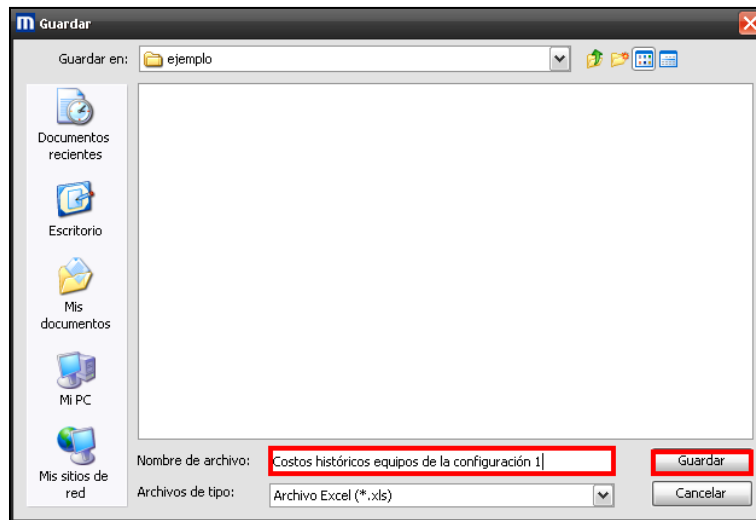 m Guardar
Guardar en: ejemplo
Documentos
recientes
Escritorio
Mis
documentos
Mi PC
Mis sitios de
red
Nombre de archivo: Costos históricos equipos de la configuración 1
Guardar
Archivos de tipo: Archivo Excel (*.xls)
Cancelar